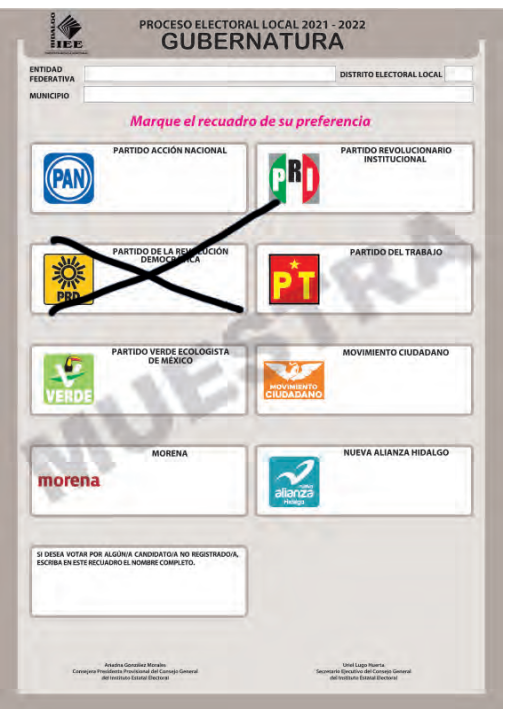 HIDALGO
IEE
PROCESO ELECTORAL LOCAL 2021 - 2022
GUBERNATURA
ENTIDAD
FEDERATIVA
DISTRITO ELECTORAL LOCAL
MUNICIPIO
Marque el recuadro de su preferencia
PARTIDO ACCIÓN NACIONAL
PAN
PARTIDO REVOLUCIONARIO
INSTITUCIONAL
PRI
PARTIDO DE LA REVOLUCIÓN
DEMOCRÁTICA
PRD
PARTIDO DEL TRABAJO
PT
PARTIDO VERDE ECOLOGISTA
DE MÉXICO
VERDE
MOVIMIENTO CIUDADANO
MOVIMIENTO
CIUDADANO
MORENA
morena
NUEVA ALIANZA HIDALGO
nueva
alianza
Hidalgo
SI DESEA VOTAR POR ALGÚN/A CANDIDATO/A NO REGISTRADO/A,
ESCRIBA EN ESTE RECUADRO EL NOMBRE COMPLETO.
MUESTRA
Ariadna González Morales
Consejera Presidenta Provisional del Consejo General
del Instituto Estatal Electoral
Uriel Lugo Huerta
Secretario Ejecutivo del Consejo General
del Instituto Estatal Electoral